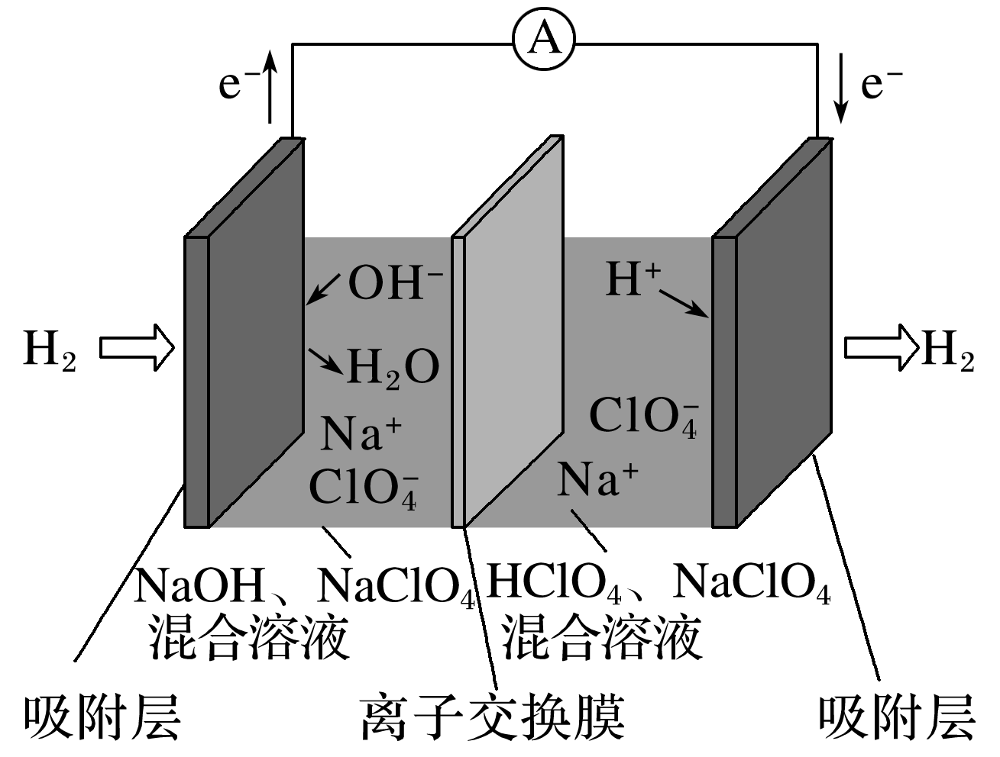 A
e⁻
e⁻
OH⁻
H⁺
H₂
H₂O
H₂
Na⁺
ClO₄⁻
ClO₄⁻
Na⁺
NaOH、NaClO₄
混合溶液
HClO₄、NaClO₄
混合溶液
吸附层
离子交换膜
吸附层